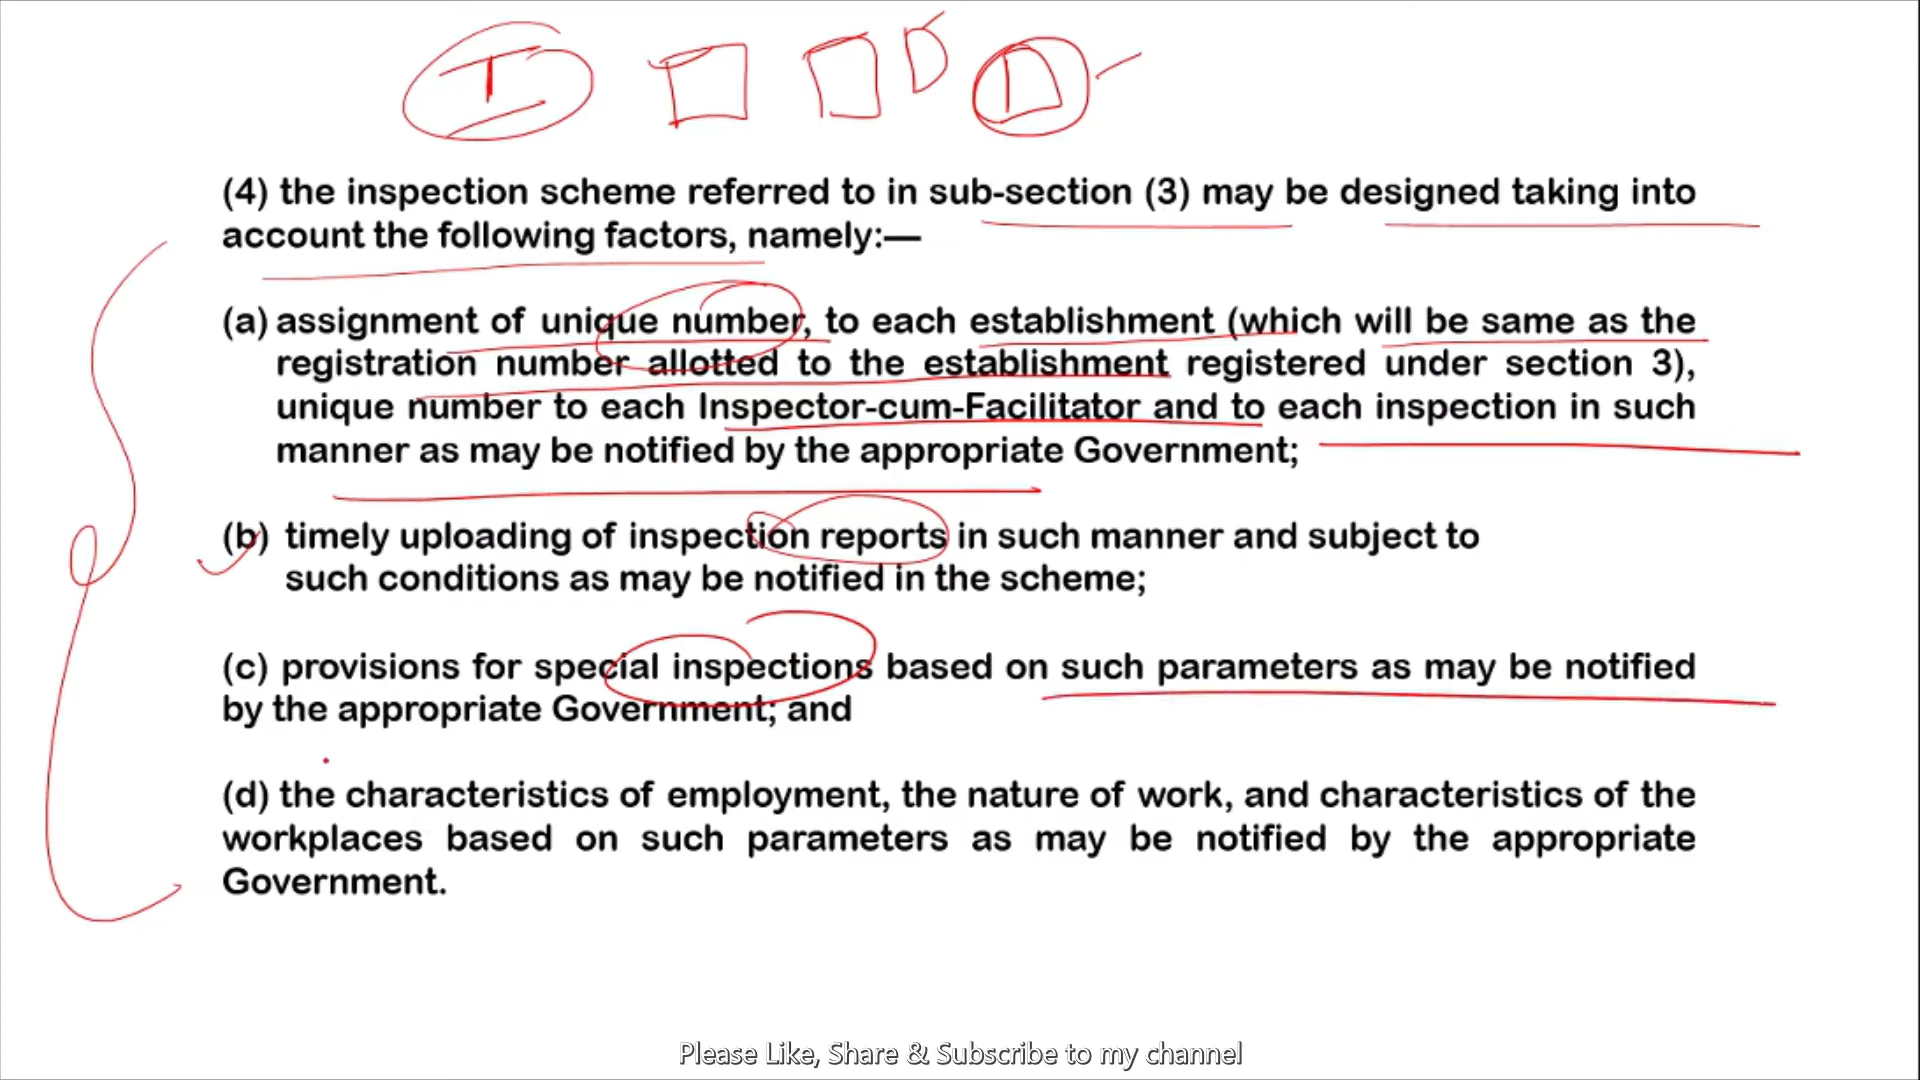 I
(4) the inspection scheme referred to in sub-section (3) may be designed taking into
account the following factors, namely:—
(a) assignment of unique number, to each establishment (which will be same as the
registration number allotted to the establishment registered under section 3),
unique number to each Inspector-cum-Facilitator and to each inspection in such
manner as may be notified by the appropriate Government;
(b) timely uploading of inspection reports in such manner and subject to
such conditions as may be notified in the scheme;
(c) provisions for special inspections based on such parameters as may be notified
by the appropriate Government; and
(d) the characteristics of employment, the nature of work, and characteristics of the
workplaces based on such parameters as may be notified by the appropriate
Government.
Please Like, Share & Subscribe to my channel